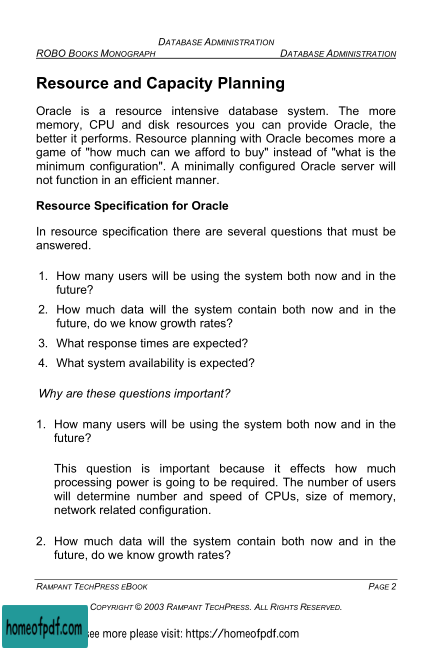 DATABASE ADMINISTRATION
ROBO BOOKS MONOGRAPH DATABASE ADMINISTRATION
Resource and Capacity Planning
Oracle is a resource intensive database system. The more
memory, CPU and disk resources you can provide Oracle, the
better it performs. Resource planning with Oracle becomes more a
game of "how much can we afford to buy" instead of "what is the
minimum configuration". A minimally configured Oracle server will
not function in an efficient manner.
Resource Specification for Oracle
In resource specification there are several questions that must be
answered.
1. How many users will be using the system both now and in the
future?
2. How much data will the system contain both now and in the
future, do we know growth rates?
3. What response times are expected?
4. What system availability is expected?
Why are these questions important?
1. How many users will be using the system both now and in the
future?
This question is important because it effects how much
processing power is going to be required. The number of users
will determine number and speed of CPUs, size of memory,
network related configuration.
2. How much data will the system contain both now and in the
future, do we know growth rates?
RAMPANT TECHPRESS EBOOK PAGE 2
COPYRIGHT © 2003 RAMPANT TECHPRESS. ALL RIGHTS RESERVED.
homeofpdf.com see more please visit: https://homeofpdf.com